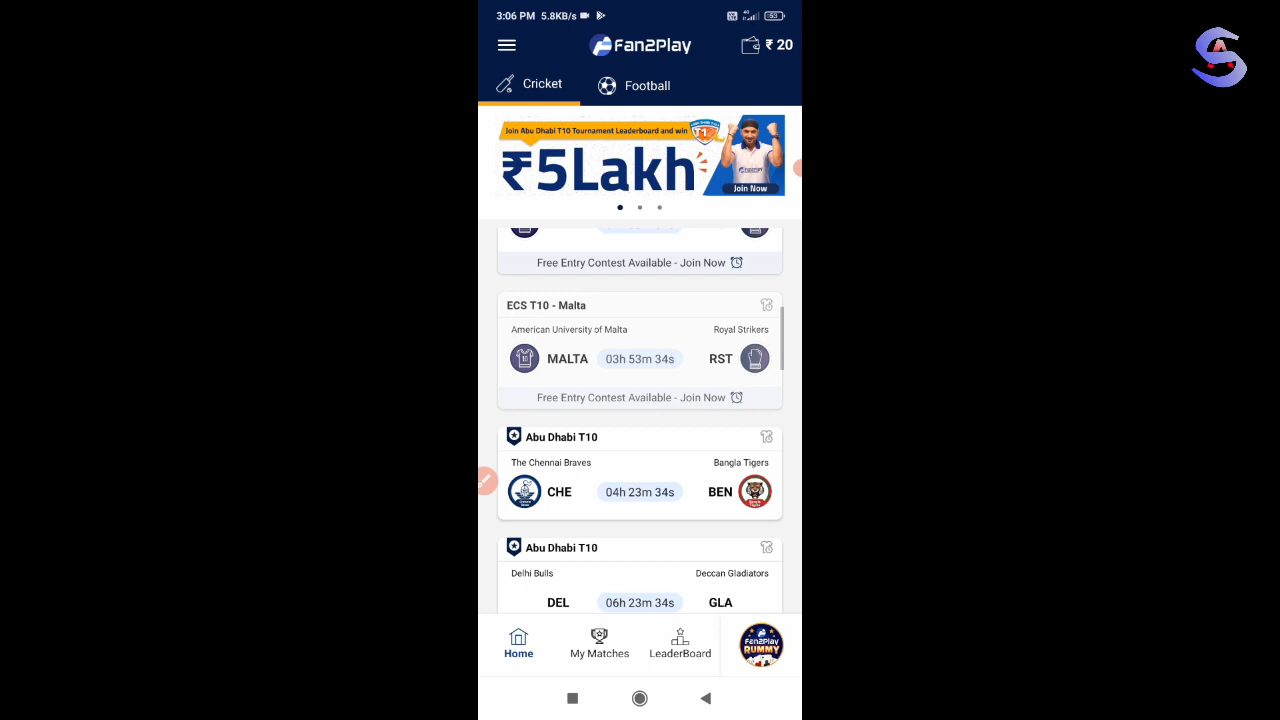 3:06 PM 5.8KB/s 4G 53
Fan2Play ₹ 20
Cricket Football
Join Abu Dhabi T10 Tournament Leaderboard and win
₹5Lakh
Join Now
Free Entry Contest Available - Join Now
ECS T10 - Malta
American University of Malta Royal Strikers
MALTA 03h 53m 34s RST
Free Entry Contest Available - Join Now
Abu Dhabi T10
The Chennai Braves Bangla Tigers
CHE 04h 23m 34s BEN
Abu Dhabi T10
Delhi Bulls Deccan Gladiators
DEL 06h 23m 34s GLA
Home My Matches LeaderBoard Fan2Play RUMMY